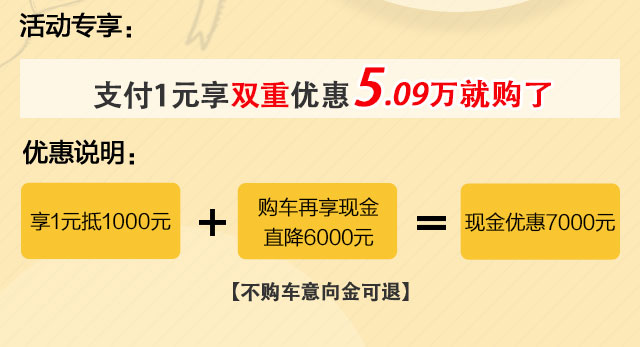 活动专享：
支付1元享双重优惠5.09万就购了
优惠说明：
享1元抵1000元
+
购车再享现金
直降6000元
=
现金优惠7000元
【不购车意向金可退】